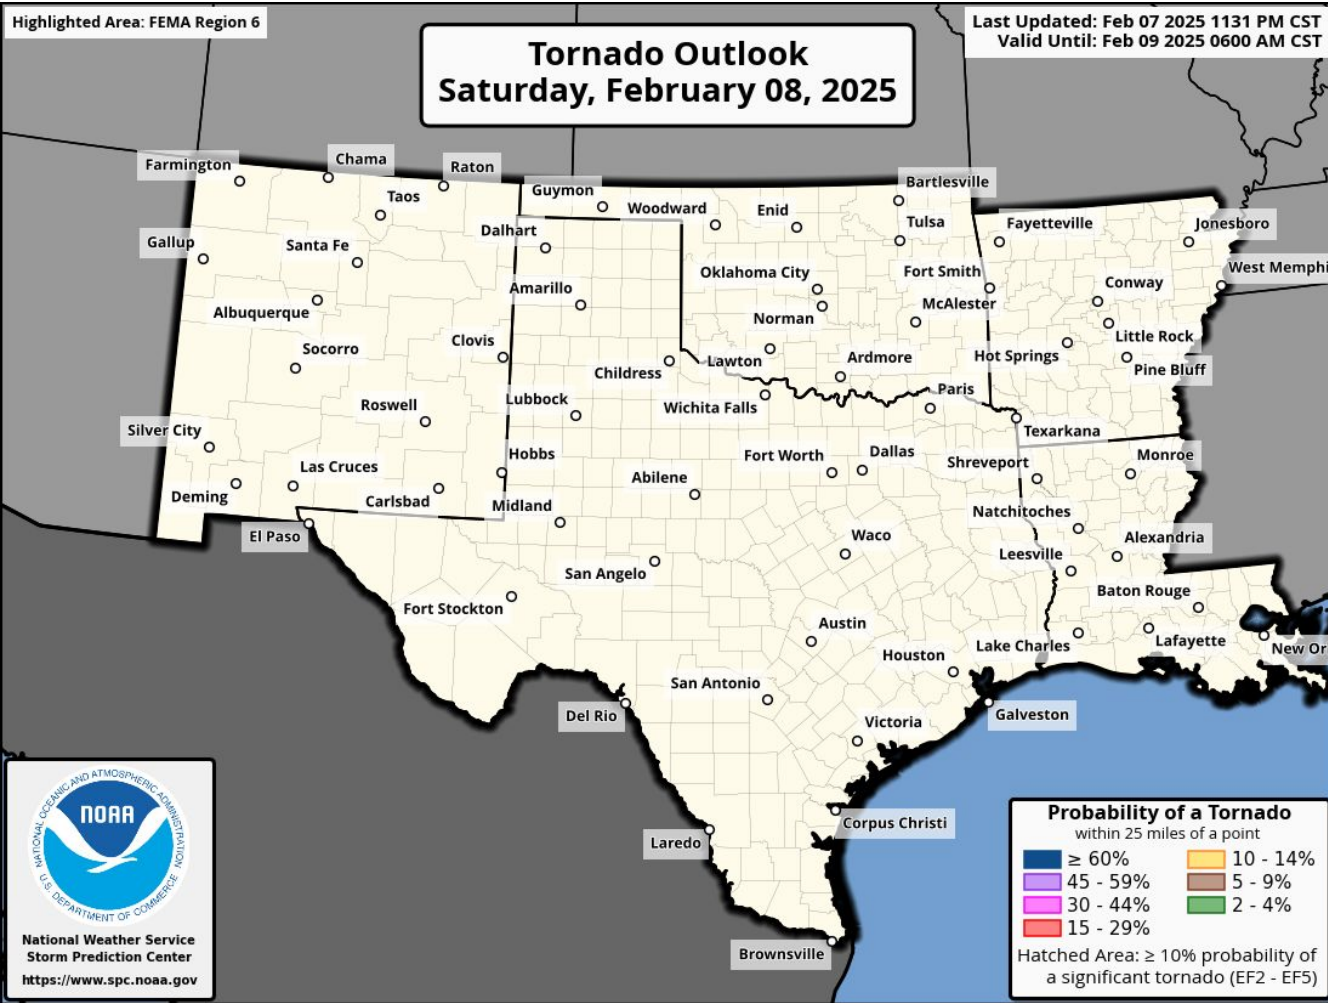 Highlighted Area: FEMA Region 6
Last Updated: Feb 07 2025 1131 PM CST
Valid Until: Feb 09 2025 0600 AM CST
Tornado Outlook
Saturday, February 08, 2025
Farmington
Chama
Raton
Taos
Guymon
Woodward
Enid
Bartlesville
Gallup
Santa Fe
Dalhart
Tulsa
Fayetteville
Jonesboro
Albuquerque
Amarillo
Oklahoma City
Fort Smith
Conway
West Memphi
Norman
McAlester
Socorro
Clovis
Childress
Lawton
Ardmore
Hot Springs
Little Rock
Pine Bluff
Roswell
Lubbock
Wichita Falls
Paris
Texarkana
Silver City
Las Cruces
Hobbs
Abilene
Fort Worth
Dallas
Shreveport
Monroe
Deming
Carlsbad
Midland
Natchitoches
El Paso
San Angelo
Waco
Leesville
Alexandria
Fort Stockton
Austin
Baton Rouge
Lake Charles
Lafayette
New Or
San Antonio
Houston
Del Rio
Victoria
Galveston
Laredo
Corpus Christi
Brownsville
NATIONAL OCEANIC AND ATMOSPHERIC ADMINISTRATION
NOAA
U.S. DEPARTMENT OF COMMERCE
National Weather Service
Storm Prediction Center
https://www.spc.noaa.gov
Probability of a Tornado
within 25 miles of a point
≥ 60%
10 - 14%
45 - 59%
5 - 9%
30 - 44%
2 - 4%
15 - 29%
Hatched Area: ≥ 10% probability of
a significant tornado (EF2 - EF5)